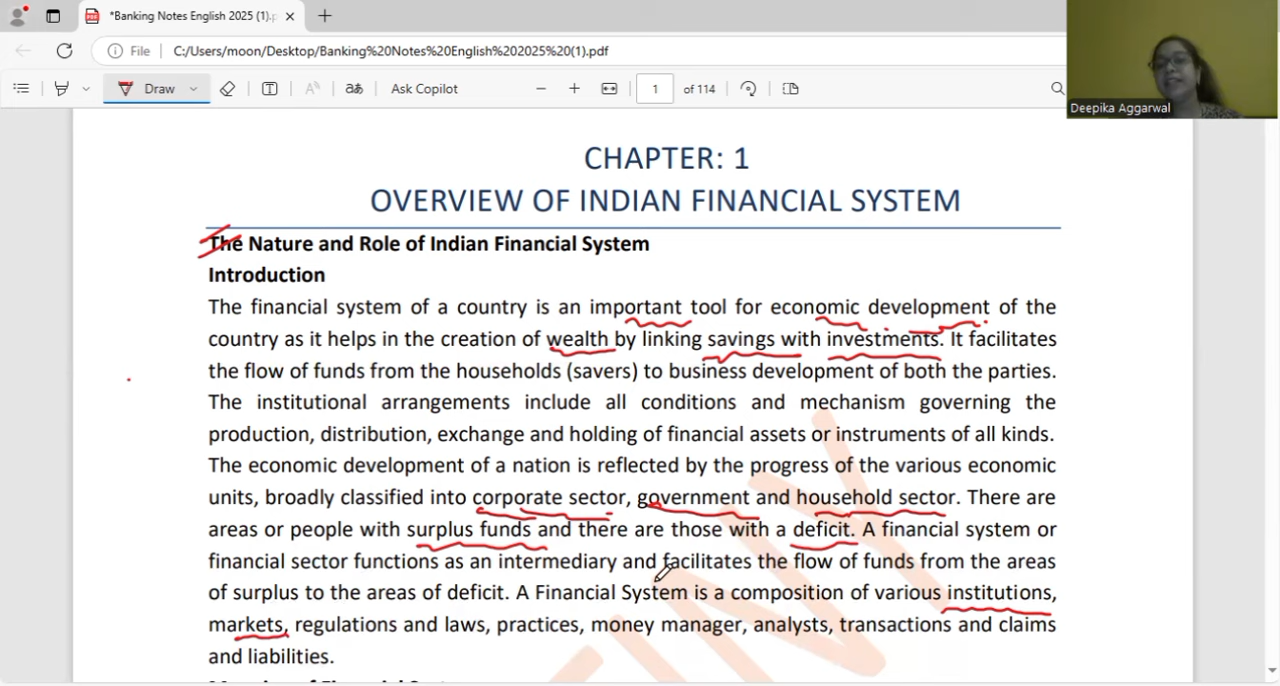 *Banking Notes English 2025 (1).p
File C:/Users/moon/Desktop/Banking%20Notes%20English%202025%20(1).pdf
Draw aあ Ask Copilot 1 of 114
Deepika Aggarwal
CHAPTER: 1
OVERVIEW OF INDIAN FINANCIAL SYSTEM
The Nature and Role of Indian Financial System
Introduction
The financial system of a country is an important tool for economic development of the
country as it helps in the creation of wealth by linking savings with investments. It facilitates
the flow of funds from the households (savers) to business development of both the parties.
The institutional arrangements include all conditions and mechanism governing the
production, distribution, exchange and holding of financial assets or instruments of all kinds.
The economic development of a nation is reflected by the progress of the various economic
units, broadly classified into corporate sector, government and household sector. There are
areas or people with surplus funds and there are those with a deficit. A financial system or
financial sector functions as an intermediary and facilitates the flow of funds from the areas
of surplus to the areas of deficit. A Financial System is a composition of various institutions,
markets, regulations and laws, practices, money manager, analysts, transactions and claims
and liabilities.